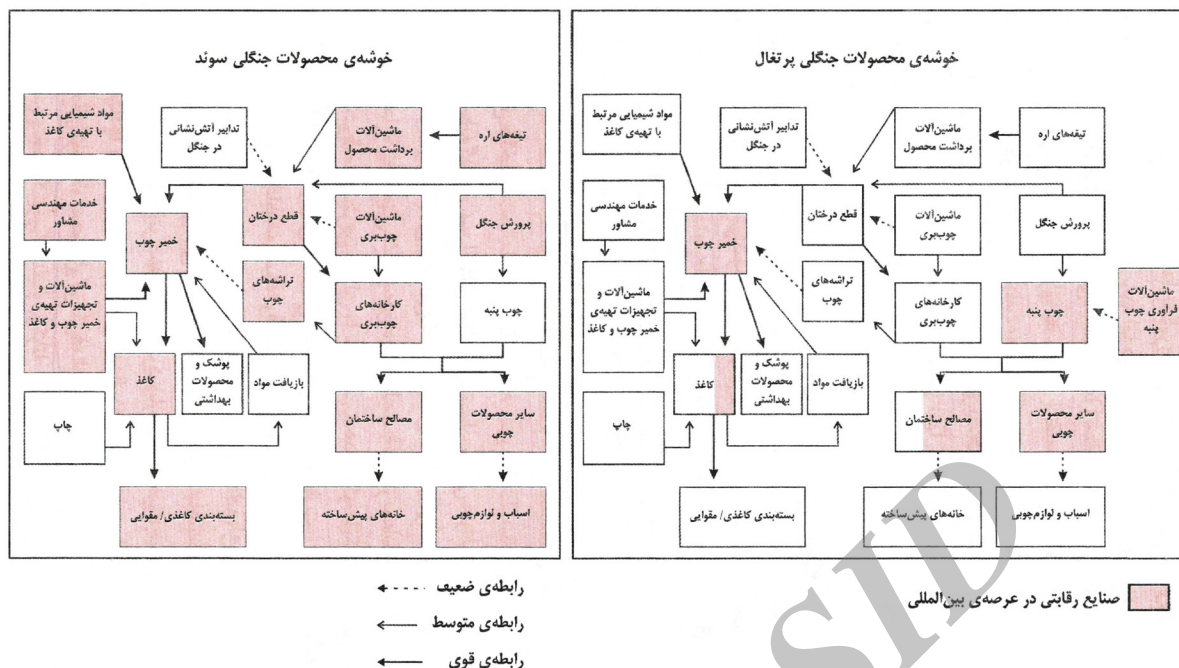 خوشه‌ی محصولات جنگلی پرتغال
تیغه‌های اره
ماشین‌آلات
برداشت محصول
تدابیر آتش‌نشانی
در جنگل
مواد شیمیایی مرتبط
با تهیه‌ی کاغذ
پرورش جنگل
ماشین‌آلات
چوب‌بری
قطع درختان
خمیر چوب
خدمات مهندسی
مشاور
ماشین‌آلات
فرآوری چوب
پنبه
چوب پنبه
کارخانه‌های
چوب‌بری
تراشه‌های
چوب
ماشین‌آلات و
تجهیزات تهیه‌ی
خمیر چوب و کاغذ
بازیافت مواد
پوشک و
محصولات
بهداشتی
کاغذ
چاپ
سایر محصولات
چوبی
مصالح ساختمان
اسباب و لوازم‌چوبی
خانه‌های پیش‌ساخته
بسته‌بندی کاغذی/ مقوایی
خوشه‌ی محصولات جنگلی سوئد
تیغه‌های اره
ماشین‌آلات
برداشت محصول
تدابیر آتش‌نشانی
در جنگل
مواد شیمیایی مرتبط
با تهیه‌ی کاغذ
پرورش جنگل
ماشین‌آلات
چوب‌بری
قطع درختان
خمیر چوب
خدمات مهندسی
مشاور
چوب پنبه
کارخانه‌های
چوب‌بری
تراشه‌های
چوب
ماشین‌آلات و
تجهیزات تهیه‌ی
خمیر چوب و کاغذ
بازیافت مواد
پوشک و
محصولات
بهداشتی
کاغذ
چاپ
سایر محصولات
چوبی
مصالح ساختمان
اسباب و لوازم‌چوبی
خانه‌های پیش‌ساخته
بسته‌بندی کاغذی/ مقوایی
صنایع رقابتی در عرصه‌ی بین‌المللی
رابطه‌ی ضعیف
رابطه‌ی متوسط
رابطه‌ی قوی
SID